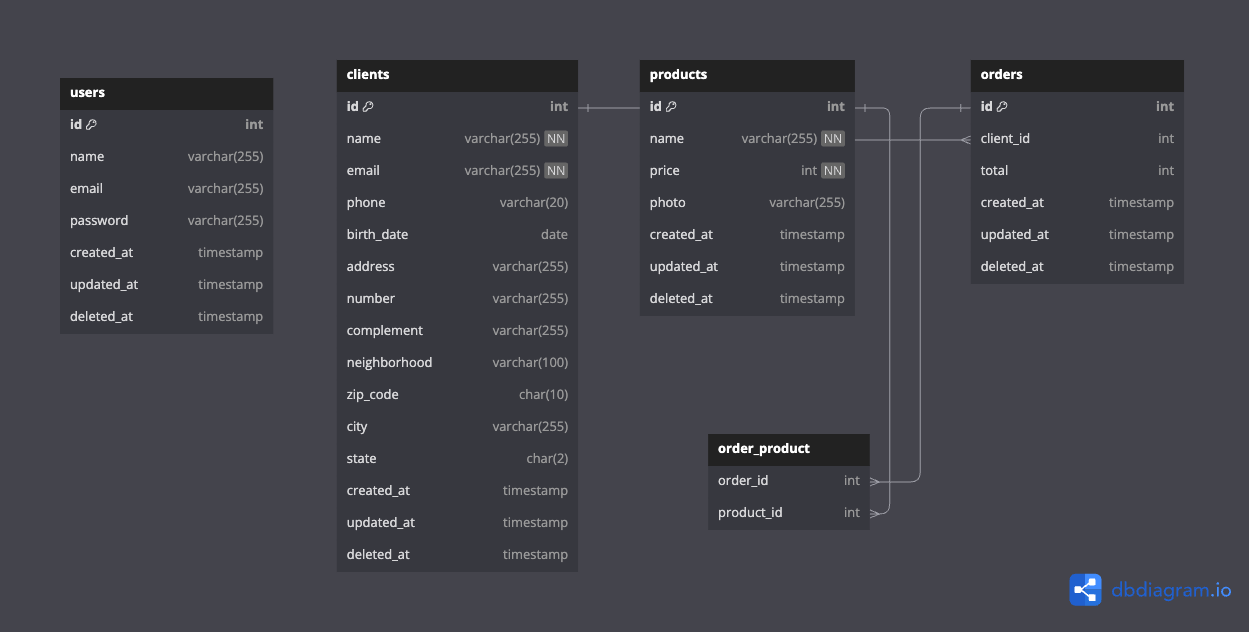 users
id int
name varchar(255)
email varchar(255)
password varchar(255)
created_at timestamp
updated_at timestamp
deleted_at timestamp
clients
id int
name varchar(255) NN
email varchar(255) NN
phone varchar(20)
birth_date date
address varchar(255)
number varchar(255)
complement varchar(255)
neighborhood varchar(100)
zip_code char(10)
city varchar(255)
state char(2)
created_at timestamp
updated_at timestamp
deleted_at timestamp
products
id int
name varchar(255) NN
price int NN
photo varchar(255)
created_at timestamp
updated_at timestamp
deleted_at timestamp
orders
id int
client_id int
total int
created_at timestamp
updated_at timestamp
deleted_at timestamp
order_product
order_id int
product_id int
dbdiagram.io